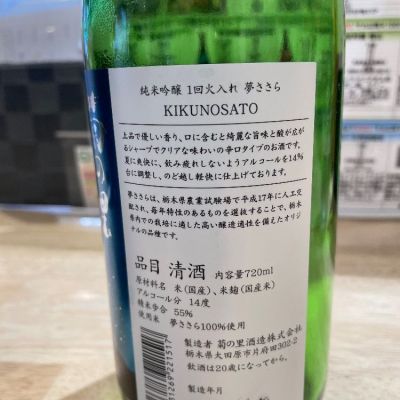 純米吟醸 1回火入れ 夢ささら
KIKUNOSATO
上品で優しい香り、口に含むと綺麗な旨味と酸が広が
るシャープでクリアな味わいの辛口タイプのお酒です。
夏に爽快に、飲み疲れしないようアルコールを14%
台に調整し、のど越し軽快に仕上げております。
夢ささらは、栃木県農業試験場で平成17年に人工交
配され、毎年特性のあるものを選抜することで、栃木
県内での栽培に適した高い醸造適性を備えたオリジ
ナルの品種です。
品目 清酒 内容量720ml
原材料名 米(国産)、米麹(国産米)
アルコール分 14度
精米歩合 55%
使用米 夢ささら100%使用
製造者 菊の里酒造株式会社
栃木県大田原市片府田302-2
飲酒は20歳になってから。
製造年月